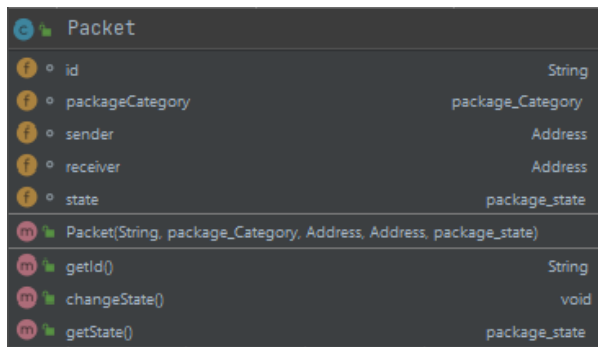 Packet
id String
packageCategory package_Category
sender Address
receiver Address
state package_state
Packet(String, package_Category, Address, Address, package_state)
getId() String
changeState() void
getState() package_state